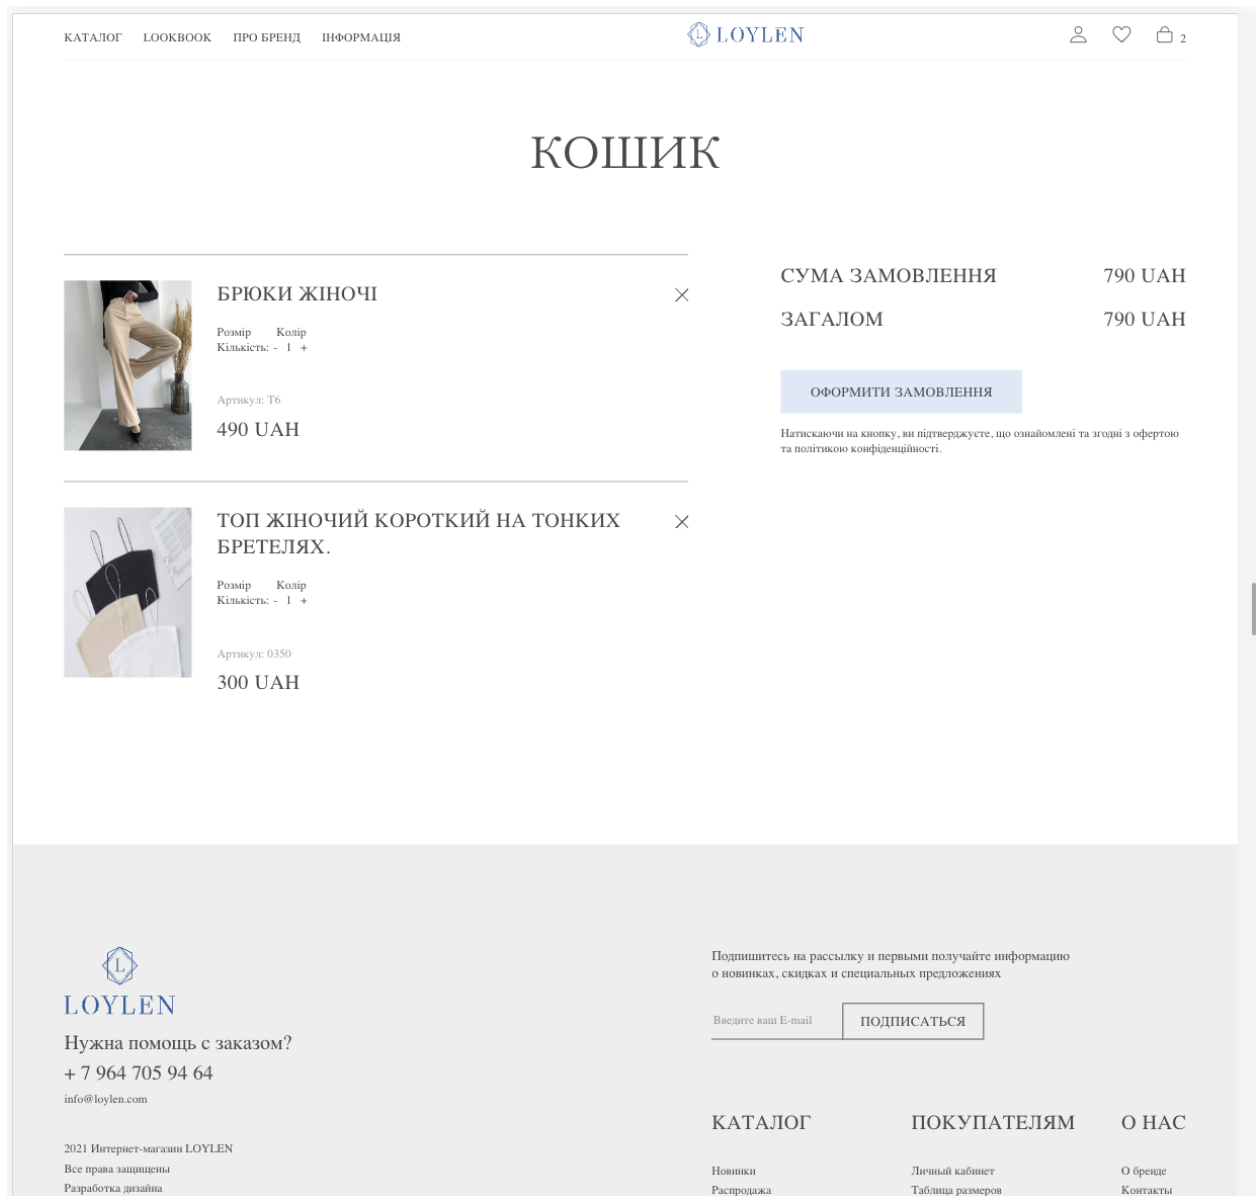 КАТАЛОГ LOOKBOOK ПРО БРЕНД ІНФОРМАЦІЯ
LOYLEN
2
КОШИК
БРЮКИ ЖІНОЧІ
Розмір Колір
Кількість: - 1 +
Артикул: Т6
490 UAH
ТОП ЖІНОЧИЙ КОРОТКИЙ НА ТОНКИХ
БРЕТЕЛЯХ.
Розмір Колір
Кількість: - 1 +
Артикул: 0350
300 UAH
СУМА ЗАМОВЛЕННЯ 790 UAH
ЗАГАЛОМ 790 UAH
ОФОРМИТИ ЗАМОВЛЕННЯ
Натискаючи на кнопку, ви підтверджуєте, що ознайомлені та згодні з офертою
та політикою конфіденційності.
L
LOYLEN
Нужна помощь с заказом?
+ 7 964 705 94 64
info@loylen.com
2021 Интернет-магазин LOYLEN
Все права защищены
Разработка дизайна
Подпишитесь на рассылку и первыми получайте информацию
о новинках, скидках и специальных предложениях
Введите ваш E-mail ПОДПИСАТЬСЯ
КАТАЛОГ ПОКУПАТЕЛЯМ О НАС
Новинки Личный кабинет О бренде
Распродажа Таблица размеров Контакты